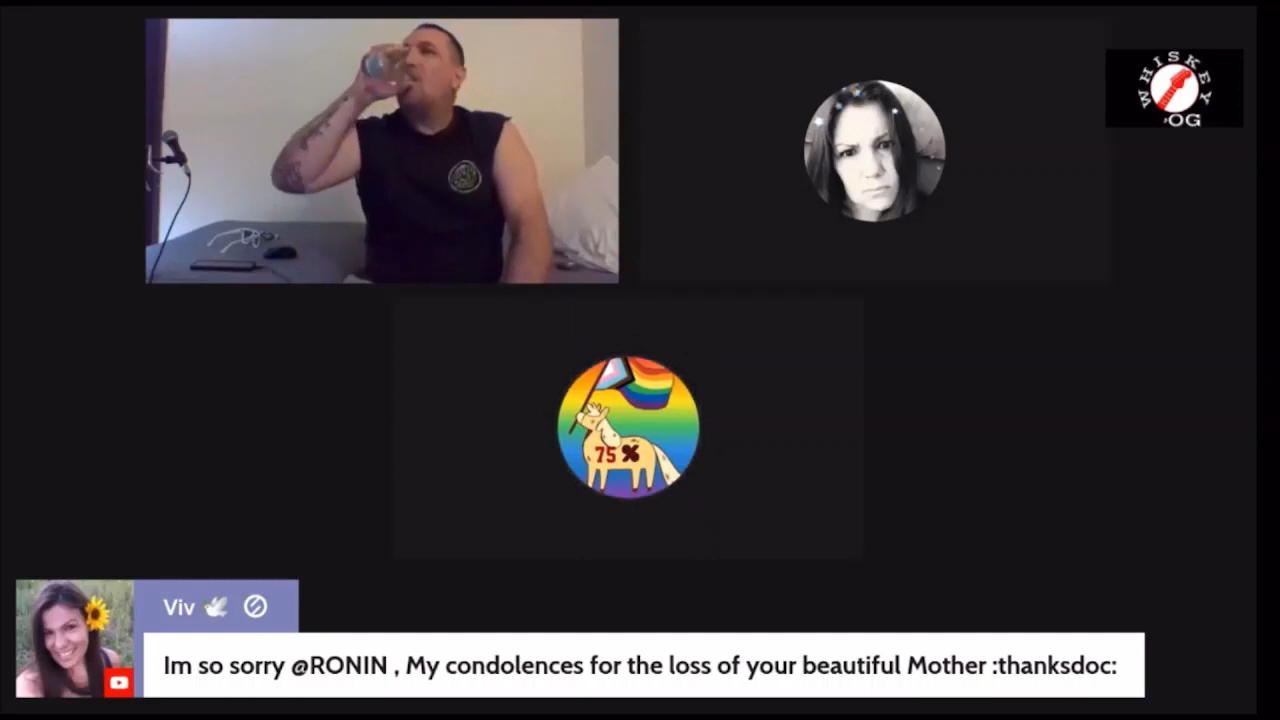 WHISKEY
OG
75%
Viv
Im so sorry @RONIN , My condolences for the loss of your beautiful Mother :thanksdoc: